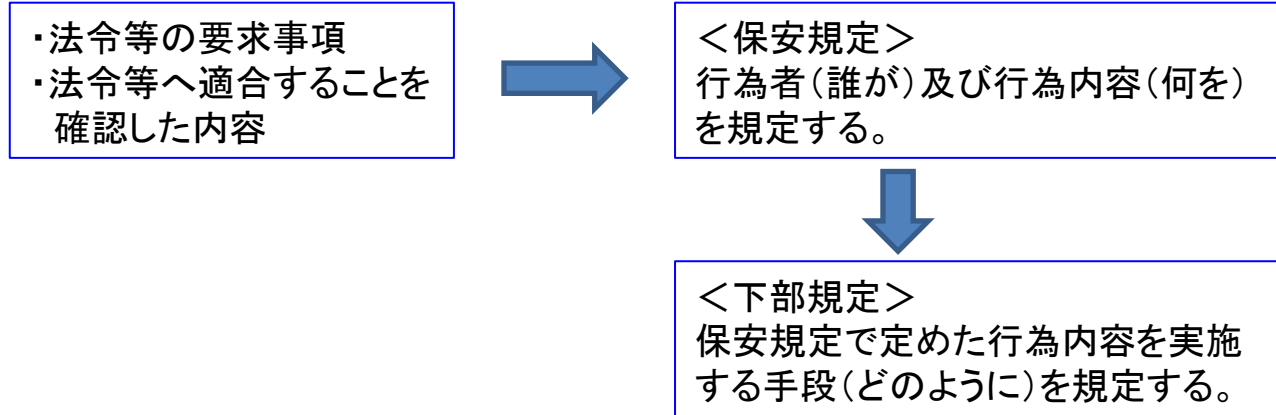 ・法令等の要求事項
・法令等へ適合することを
確認した内容
＜保安規定＞
行為者（誰が）及び行為内容（何を）
を規定する。
＜下部規定＞
保安規定で定めた行為内容を実施
する手段（どのように）を規定する。